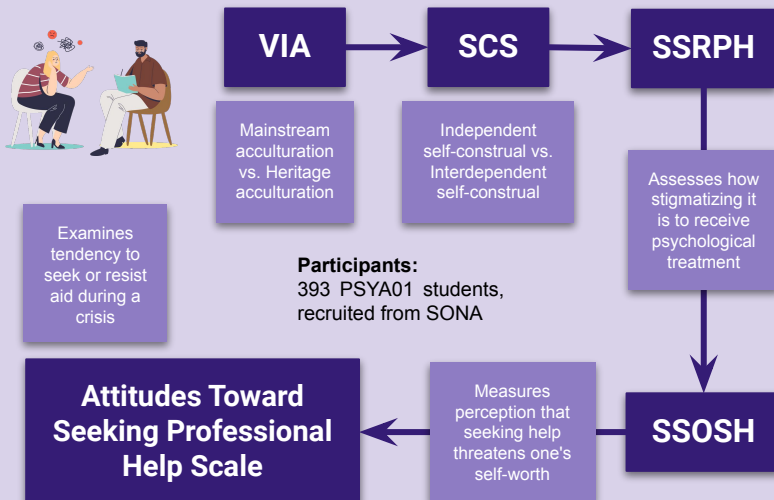 VIA
SCS
SSRPH
Mainstream
acculturation
vs. Heritage
acculturation
Independent
self-construal vs.
Interdependent
self-construal
Assesses how
stigmatizing it
is to receive
psychological
treatment
Examines
tendency to
seek or resist
aid during a
crisis
Participants:
393 PSYA01 students,
recruited from SONA
Attitudes Toward
Seeking Professional
Help Scale
Measures
perception that
seeking help
threatens one's
self-worth
SSOSH